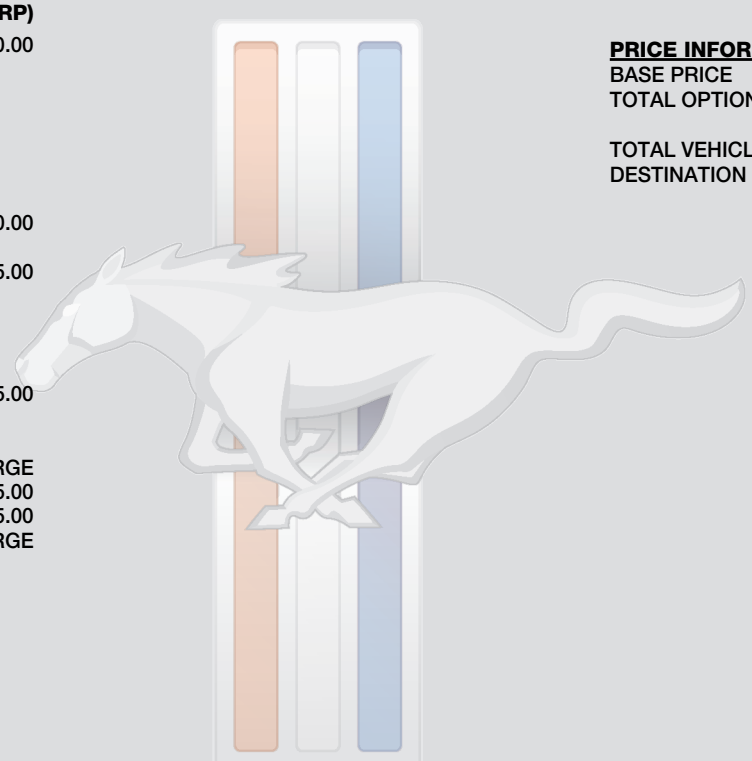 RP)
0.00
0.00
5.00
5.00
RGE
5.00
5.00
RGE
PRICE INFOR
BASE PRICE
TOTAL OPTION
TOTAL VEHICL
DESTINATION